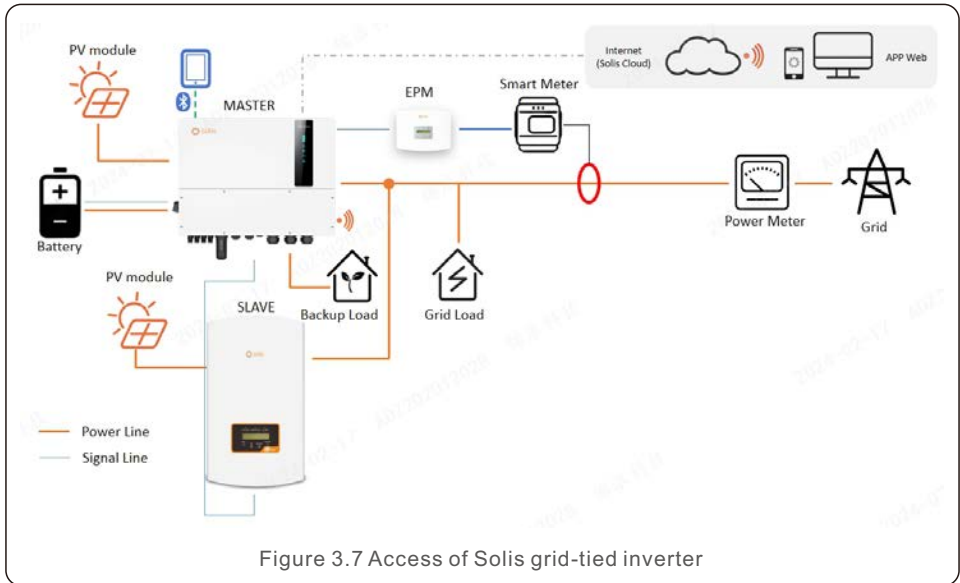 PV module
MASTER
EPM
Smart Meter
Internet
(Solis Cloud)
APP Web
Battery
Power Meter
Grid
PV module
SLAVE
Backup Load
Grid Load
Power Line
Signal Line
Figure 3.7 Access of Solis grid-tied inverter